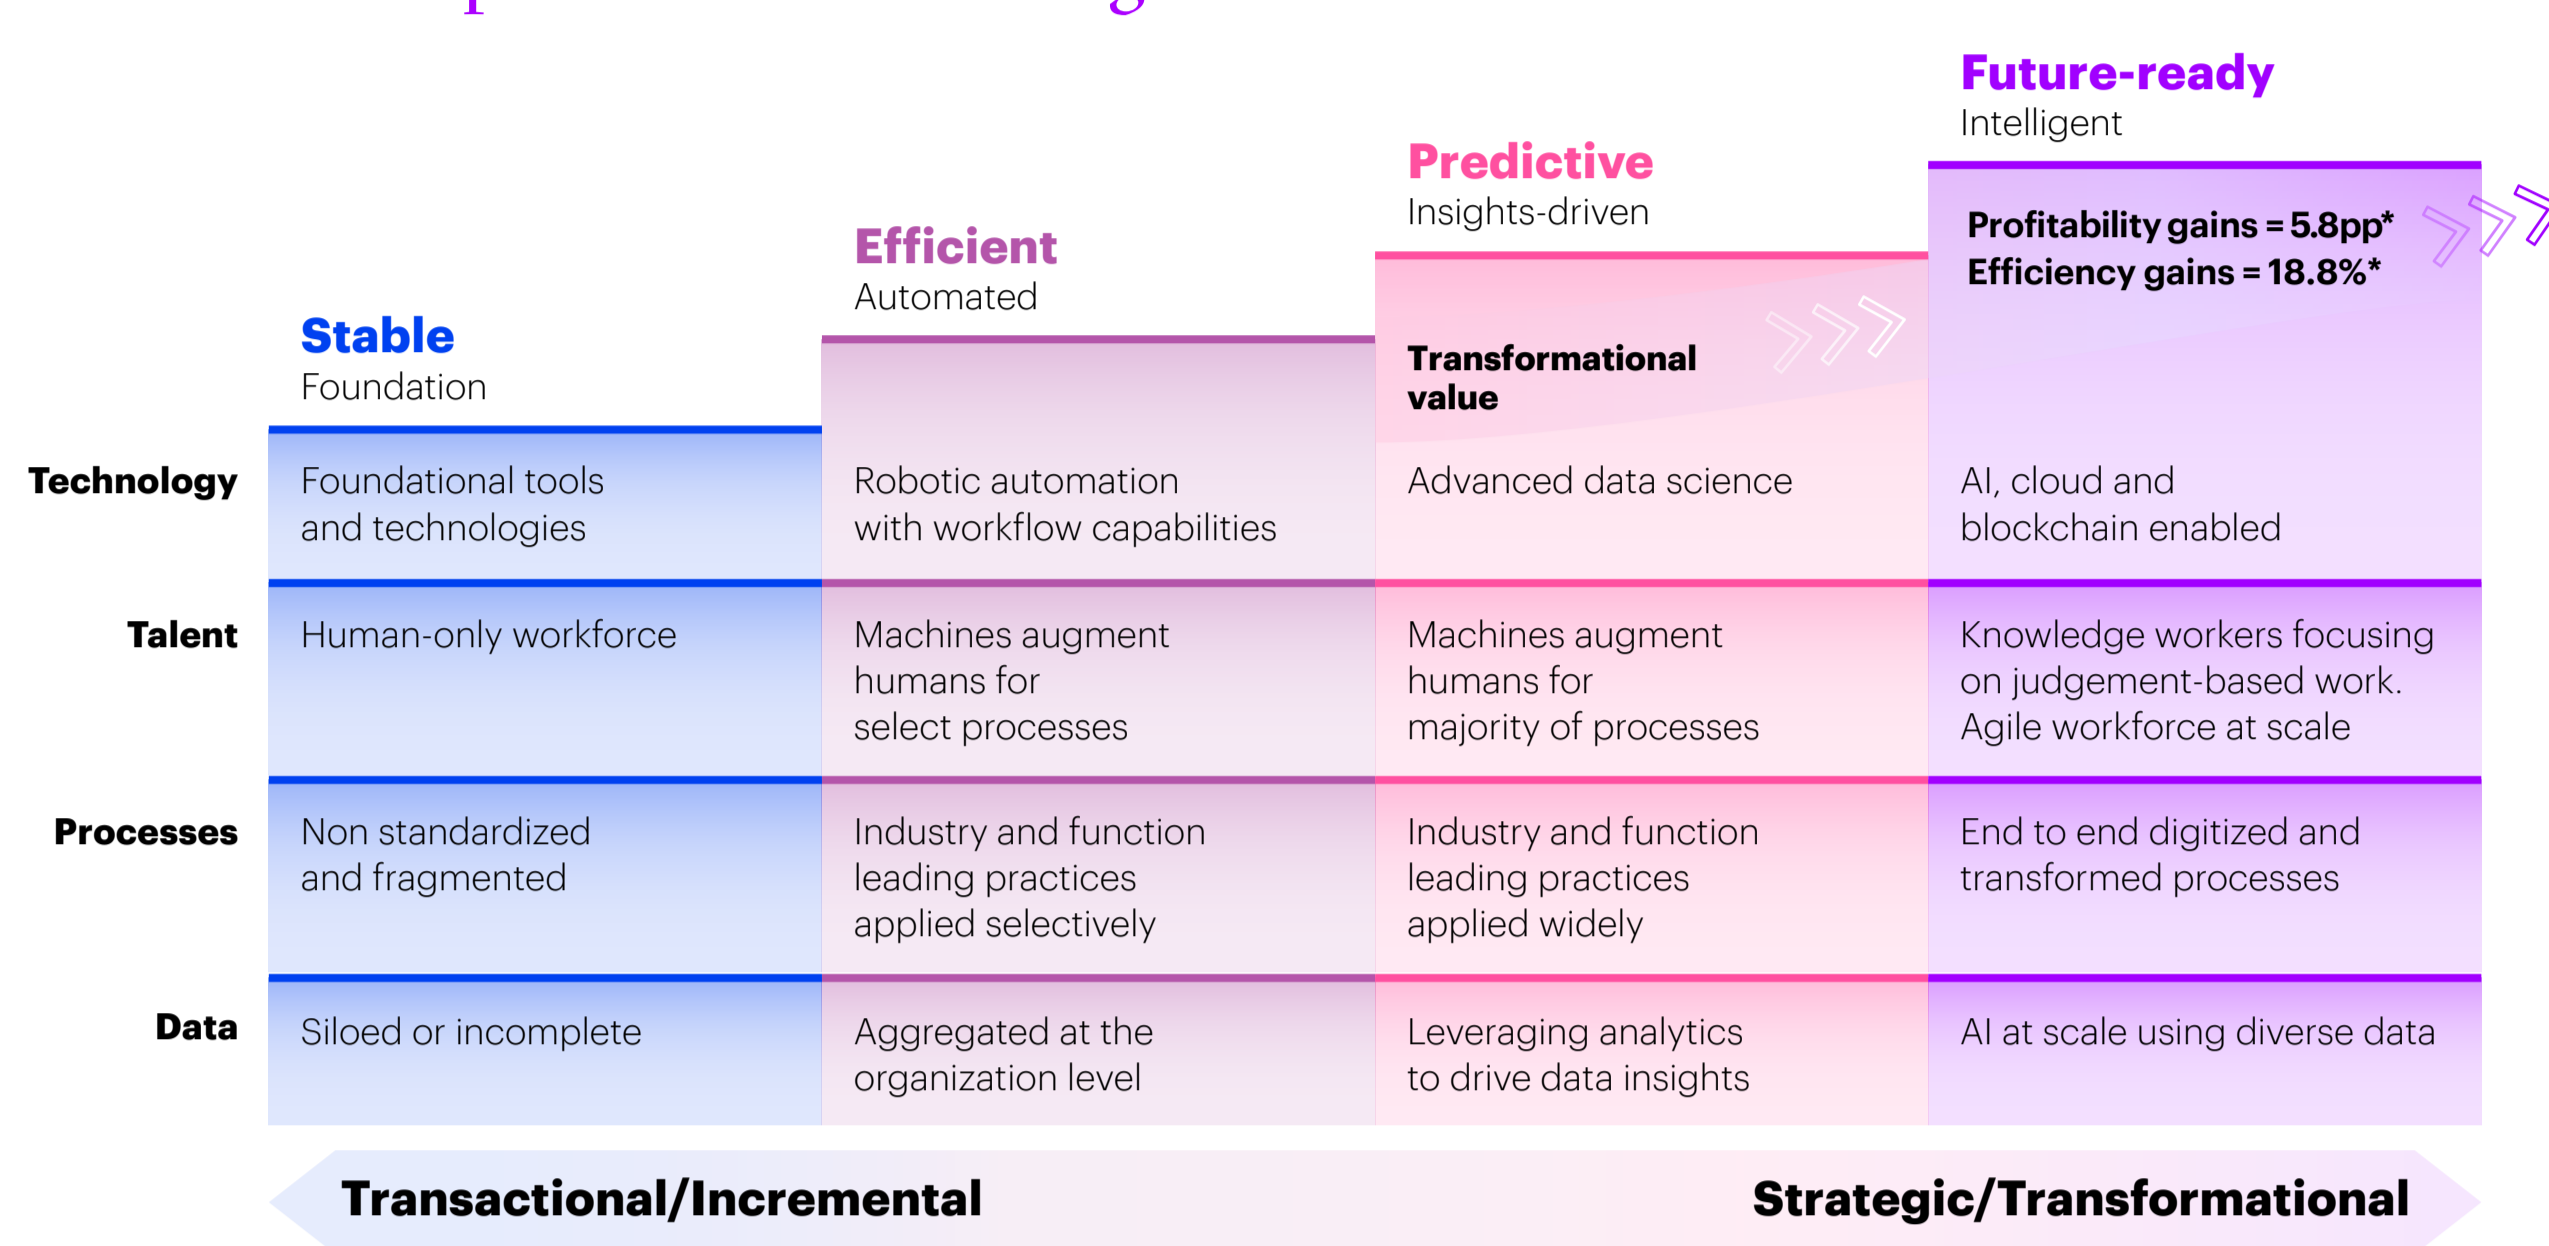 Future-ready
Intelligent
Predictive
Insights-driven
Efficient
Automated
Stable
Foundation
Profitability gains = 5.8pp*
Efficiency gains = 18.8%*
Transformational
value
Technology
Foundational tools
and technologies
Robotic automation
with workflow capabilities
Advanced data science
AI, cloud and
blockchain enabled
Talent
Human-only workforce
Machines augment
humans for
select processes
Machines augment
humans for
majority of processes
Knowledge workers focusing
on judgement-based work.
Agile workforce at scale
Processes
Non standardized
and fragmented
Industry and function
leading practices
applied selectively
Industry and function
leading practices
applied widely
End to end digitized and
transformed processes
Data
Siloed or incomplete
Aggregated at the
organization level
Leveraging analytics
to drive data insights
AI at scale using diverse data
Transactional/Incremental
Strategic/Transformational